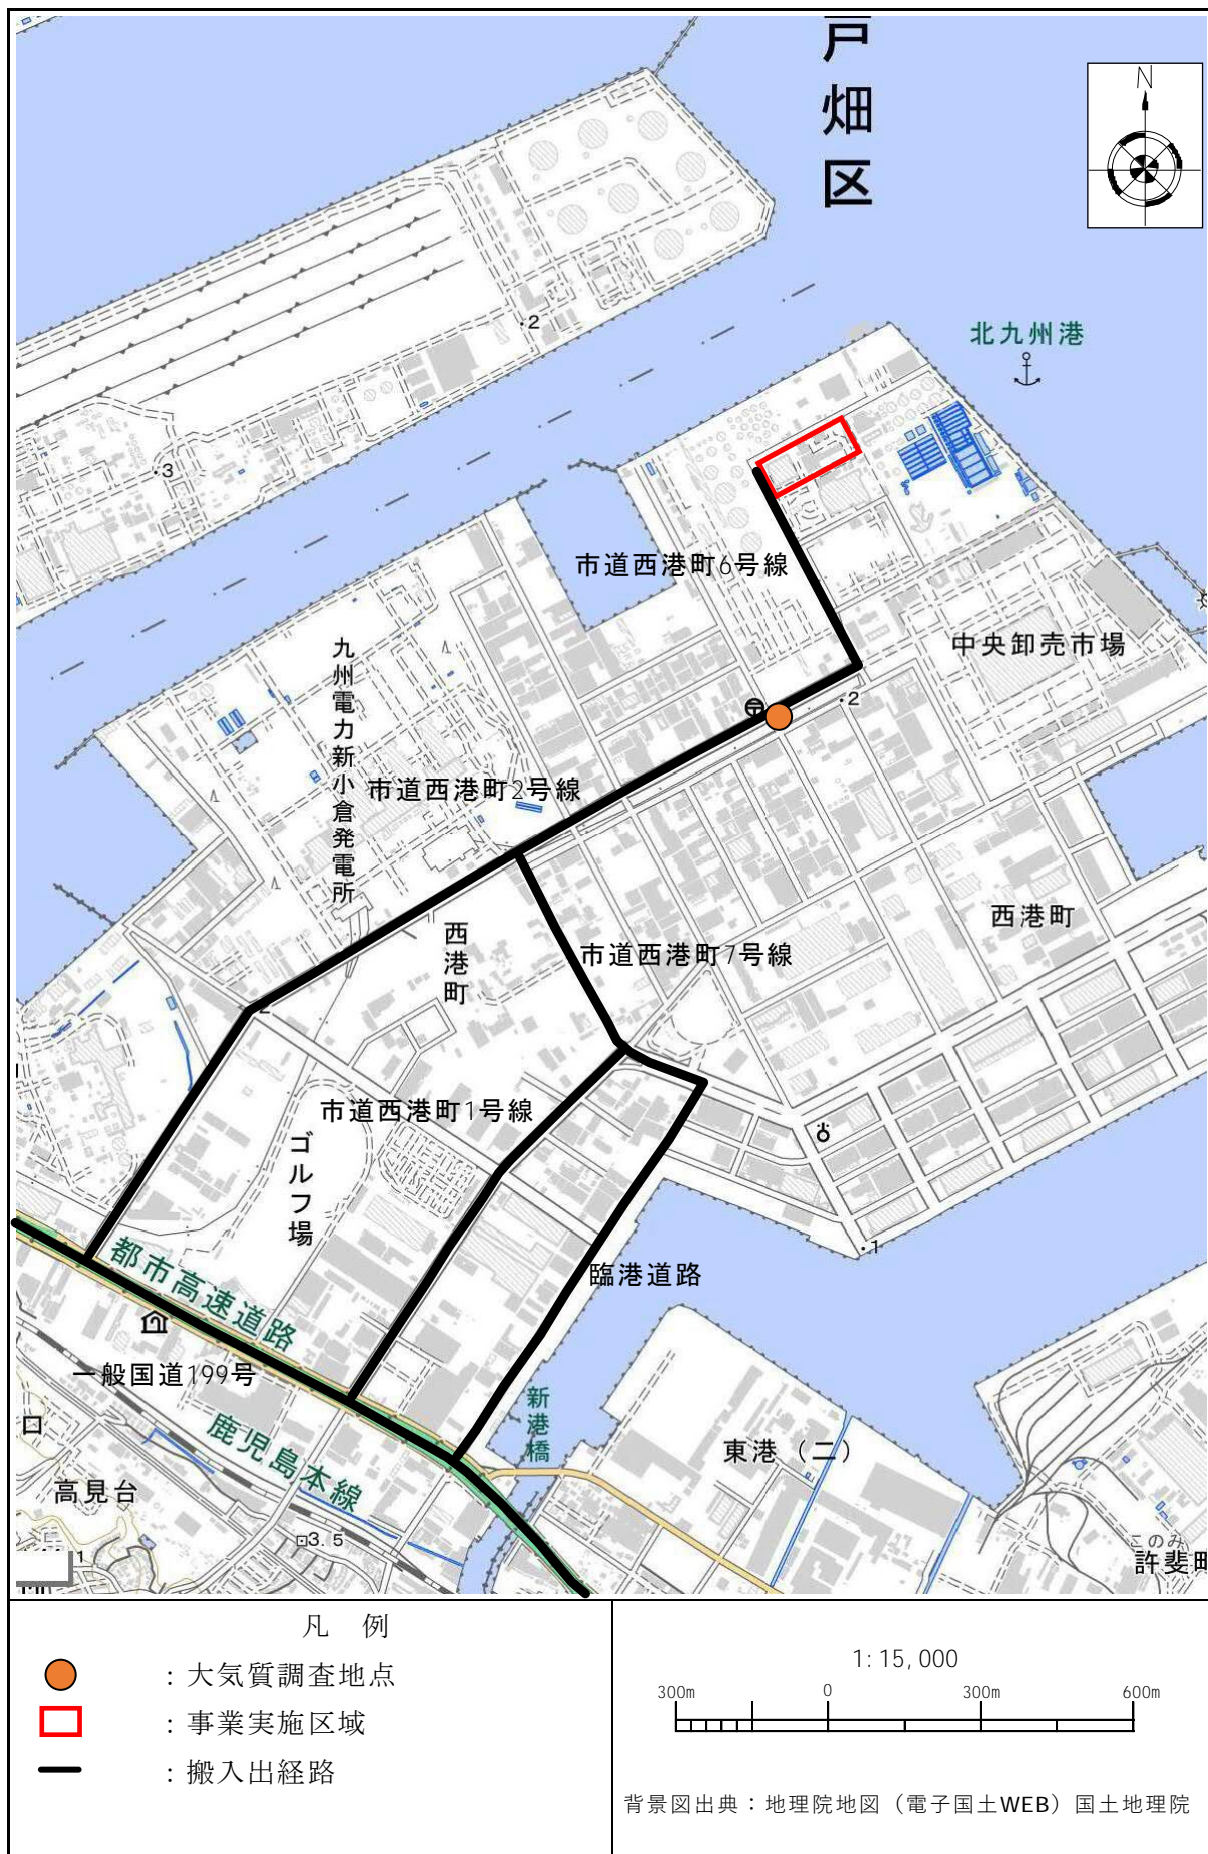 戸畑区
N
北九州港
・2
・3
市道西港町6号線
中央卸売市場
九州電力新小倉発電所
・2
市道西港町2号線
西港町
西港町
市道西港町7号線
2
市道西港町1号線
ゴルフ場
・1
都市高速道路
臨港道路
一般国道199号
新港橋
鹿児島本線
東港（二）
口
高見台
3.5
1
このみ
許斐町
凡 例
：大気質調査地点
：事業実施区域
：搬入出経路
1:15,000
300m 0 300m 600m
背景図出典：地理院地図（電子国土WEB）国土地理院